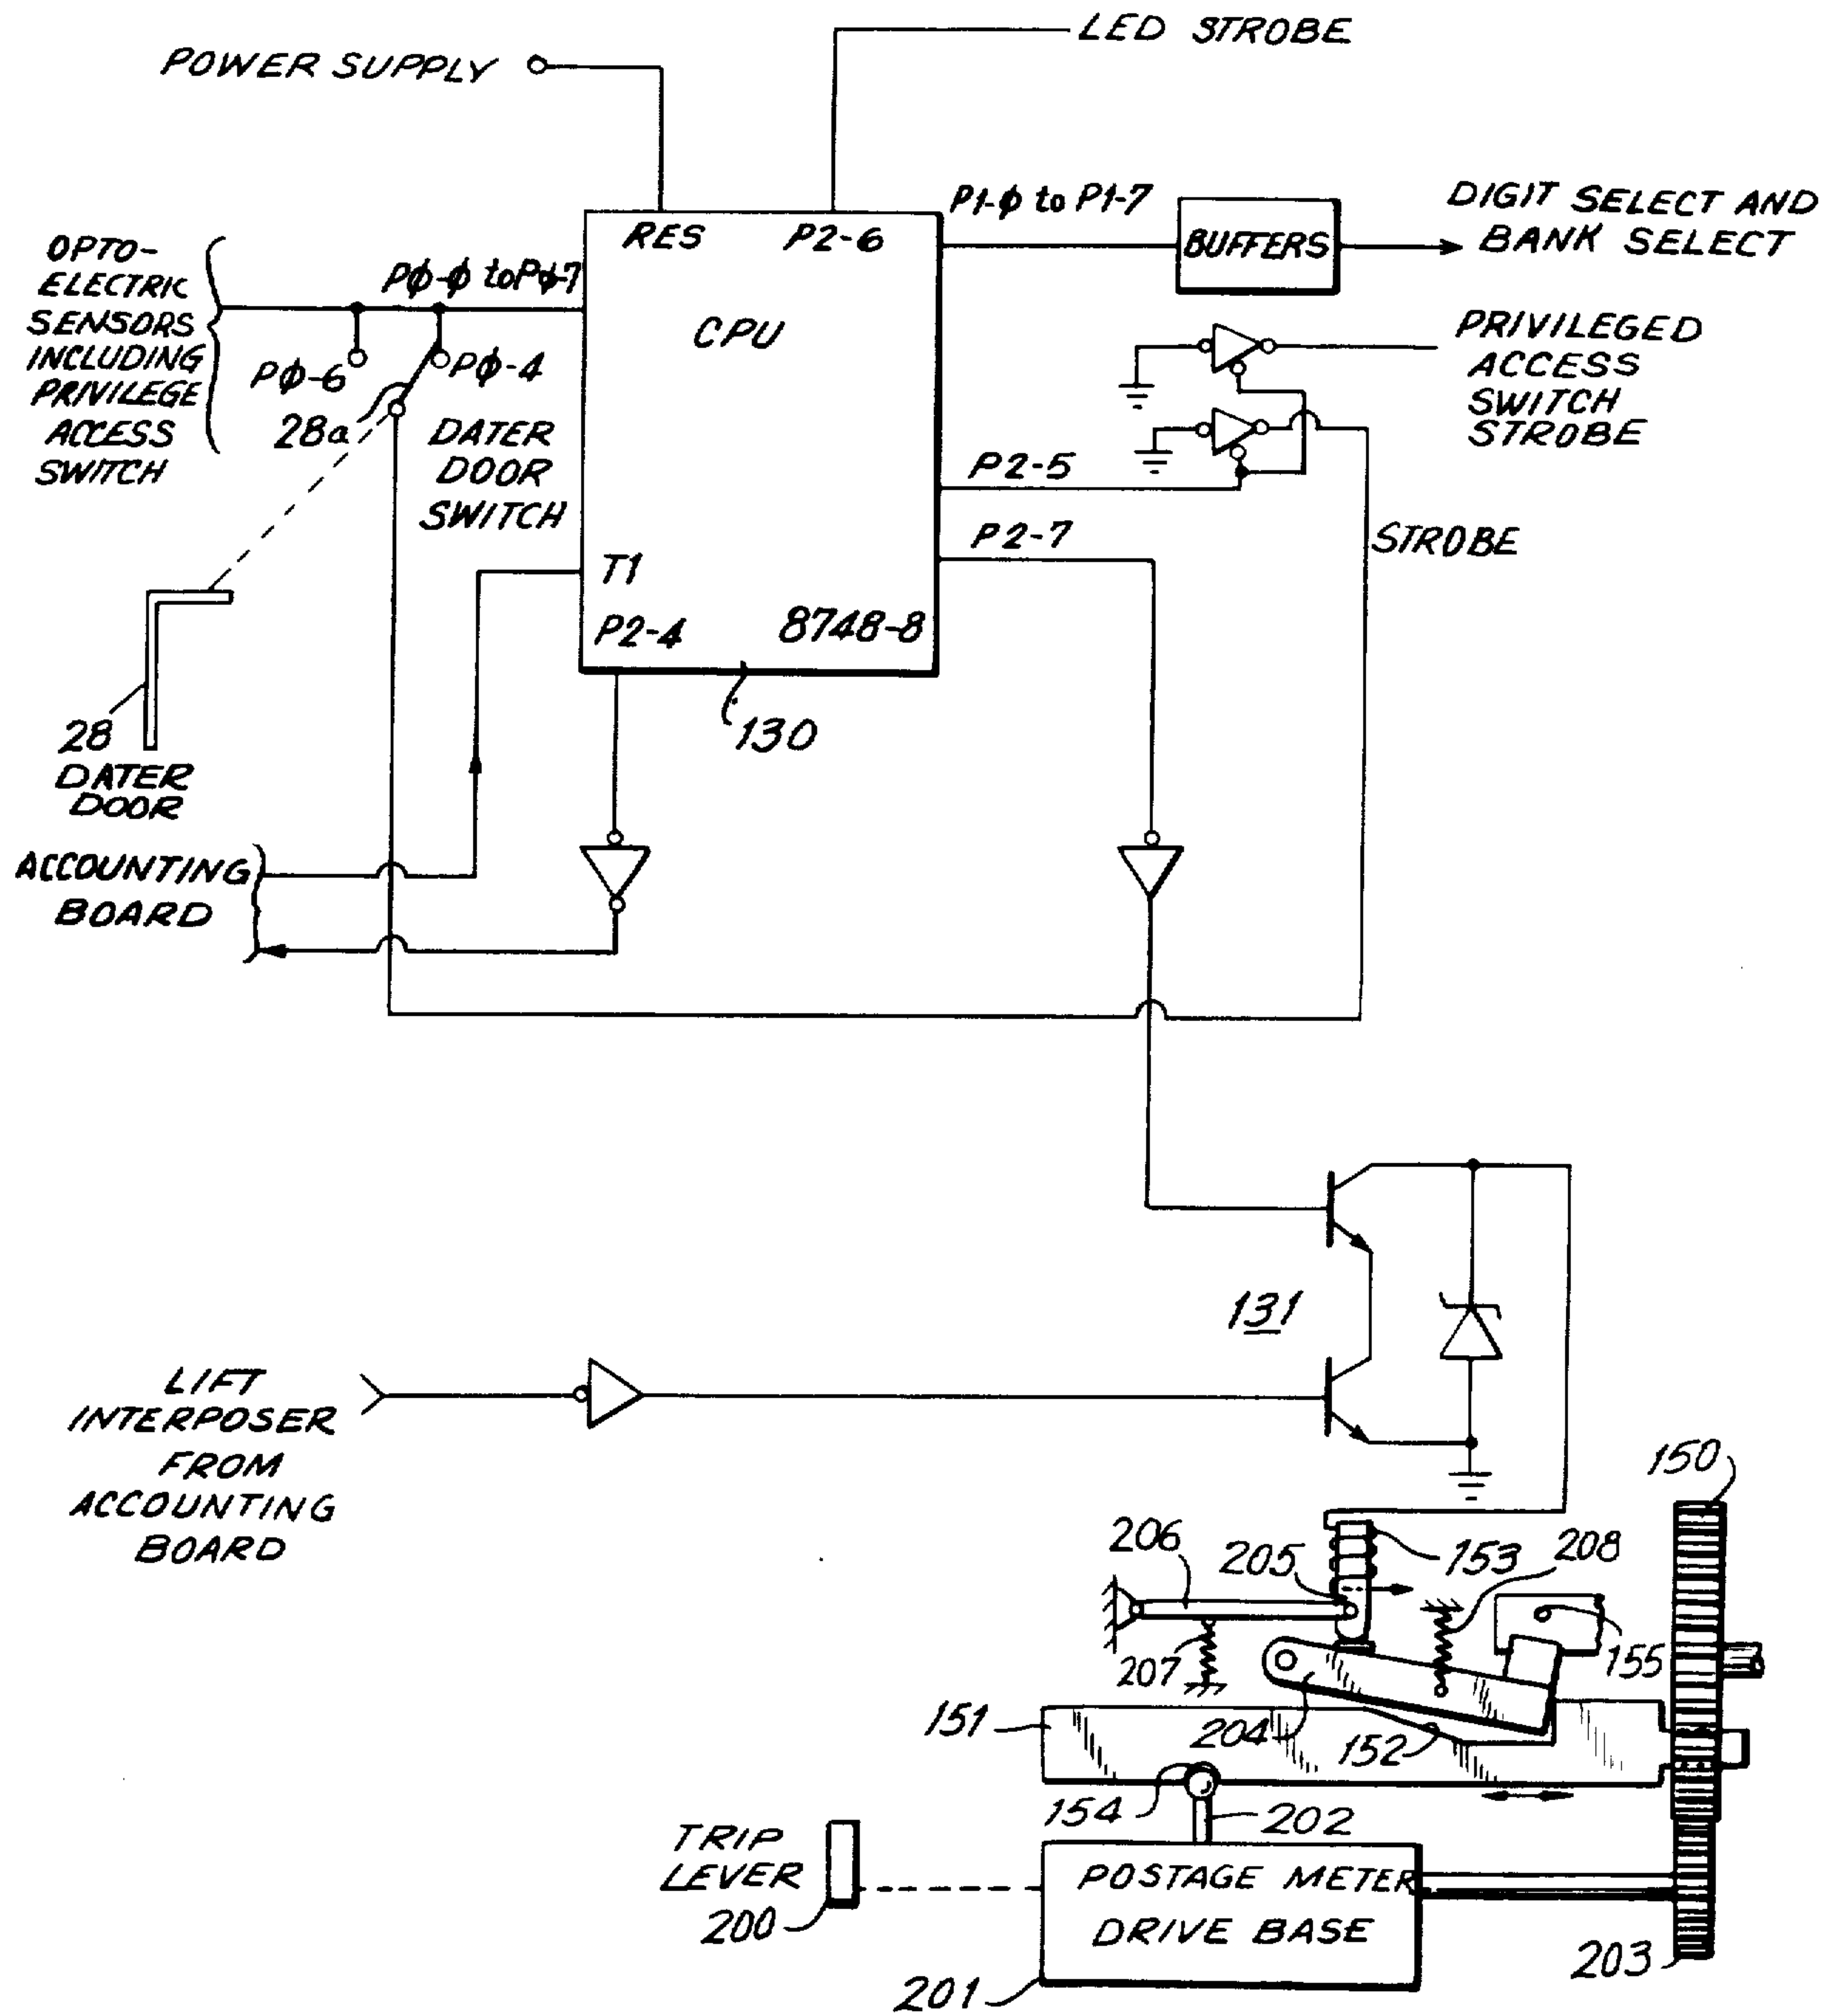 LED STROBE
POWER SUPPLY
P1-ϕ to P1-7
DIGIT SELECT AND
BANK SELECT
BUFFERS
RES
P2-6
OPTO-
ELECTRIC
SENSORS
INCLUDING
PRIVILEGE
ACCESS
SWITCH
Pϕ-ϕ to Pϕ-7
CPU
PRIVILEGED
ACCESS
SWITCH
STROBE
Pϕ-6
Pϕ-4
28a
DATER
DOOR
SWITCH
P2-5
P2-7
STROBE
T1
P2-4
8748-8
130
28
DATER
DOOR
ACCOUNTING
BOARD
131
LIFT
INTERPOSER
FROM
ACCOUNTING
BOARD
150
206
205
153
208
207
155
151
204
152
154
202
TRIP
LEVER
200
POSTAGE METER
DRIVE BASE
201
203